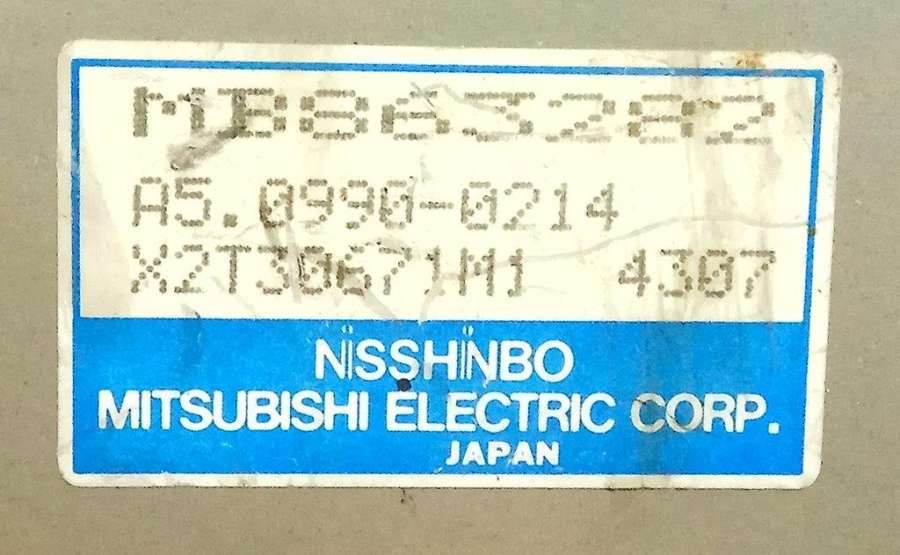 MB863282
A5.0990-0214
X2T30671M1 4307
NISSHINBO
MITSUBISHI ELECTRIC CORP.
JAPAN